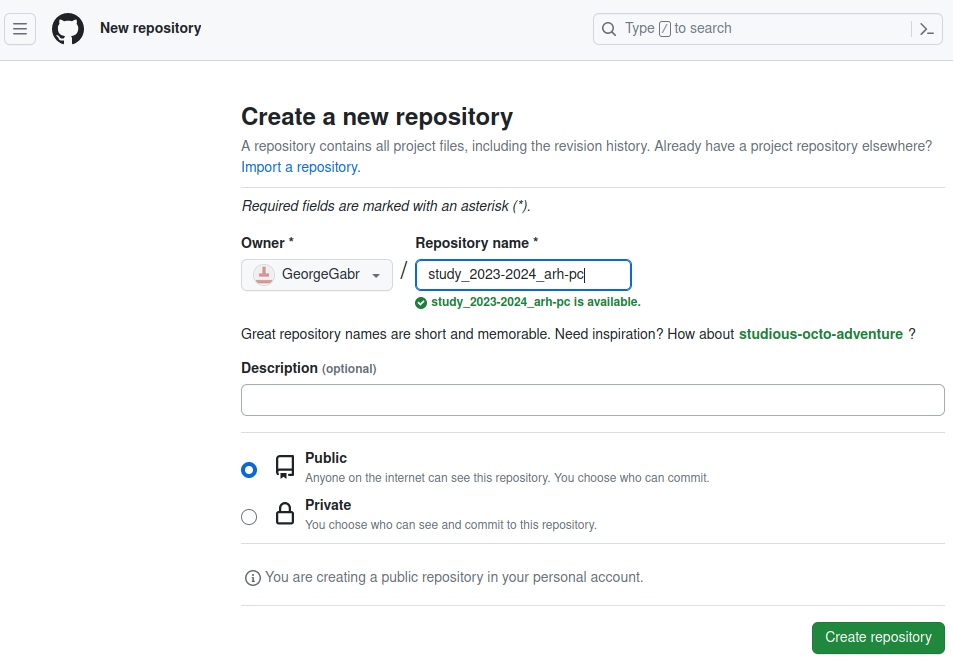 New repository
Type / to search
Create a new repository
A repository contains all project files, including the revision history. Already have a project repository elsewhere?
Import a repository.
Required fields are marked with an asterisk (*).
Owner * Repository name *
GeorgeGabr / study_2023-2024_arh-pc
study_2023-2024_arh-pc is available.
Great repository names are short and memorable. Need inspiration? How about studious-octo-adventure ?
Description (optional)
Public
Anyone on the internet can see this repository. You choose who can commit.
Private
You choose who can see and commit to this repository.
You are creating a public repository in your personal account.
Create repository